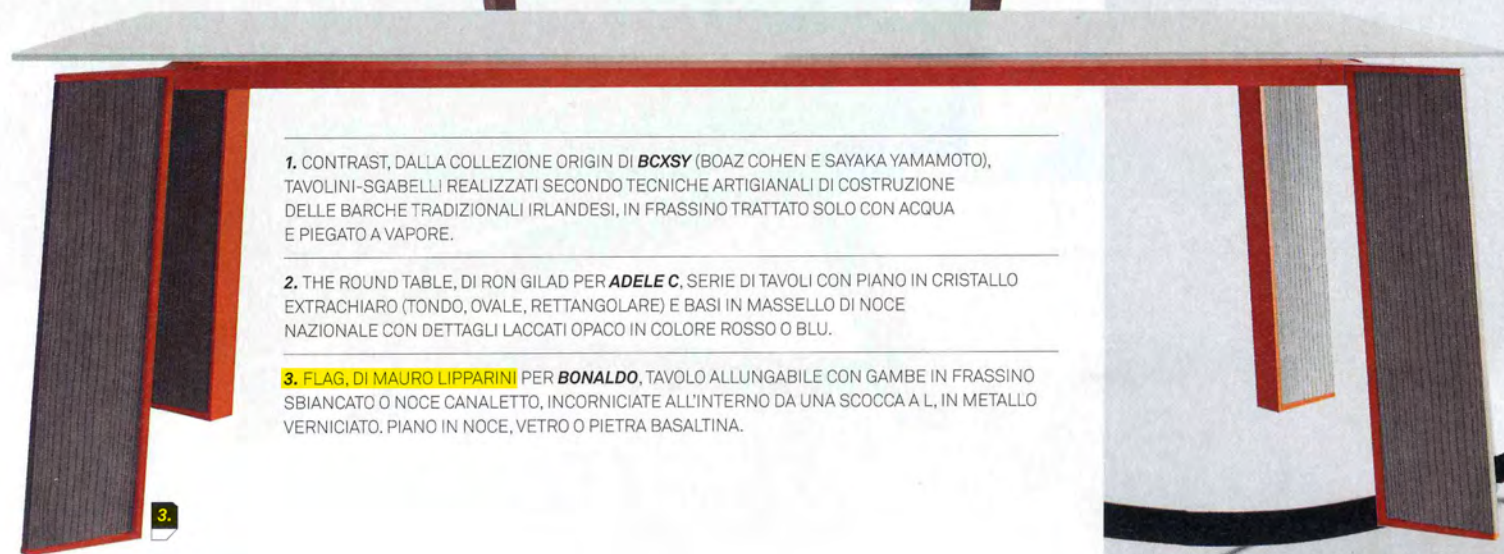 1. CONTRAST, DALLA COLLEZIONE ORIGIN DI BCXSY (BOAZ COHEN E SAYAKA YAMAMOTO),
TAVOLINI-SGABELLI REALIZZATI SECONDO TECNICHE ARTIGIANALI DI COSTRUZIONE
DELLE BARCHE TRADIZIONALI IRLANDESI, IN FRASSINO TRATTATO SOLO CON ACQUA
E PIEGATO A VAPORE.
2. THE ROUND TABLE, DI RON GILAD PER ADELE C, SERIE DI TAVOLI CON PIANO IN CRISTALLO
EXTRACHIARO (TONDO, OVALE, RETTANGOLARE) E BASI IN MASSELLO DI NOCE
NAZIONALE CON DETTAGLI LACCATI OPACO IN COLORE ROSSO O BLU.
3. FLAG, DI MAURO LIPPARINI PER BONALDO, TAVOLO ALLUNGABILE CON GAMBE IN FRASSINO
SBIANCATO O NOCE CANALETTO, INCORNICIATE ALL'INTERNO DA UNA SCOCCA A L, IN METALLO
VERNICIATO. PIANO IN NOCE, VETRO O PIETRA BASALTINA.
3.